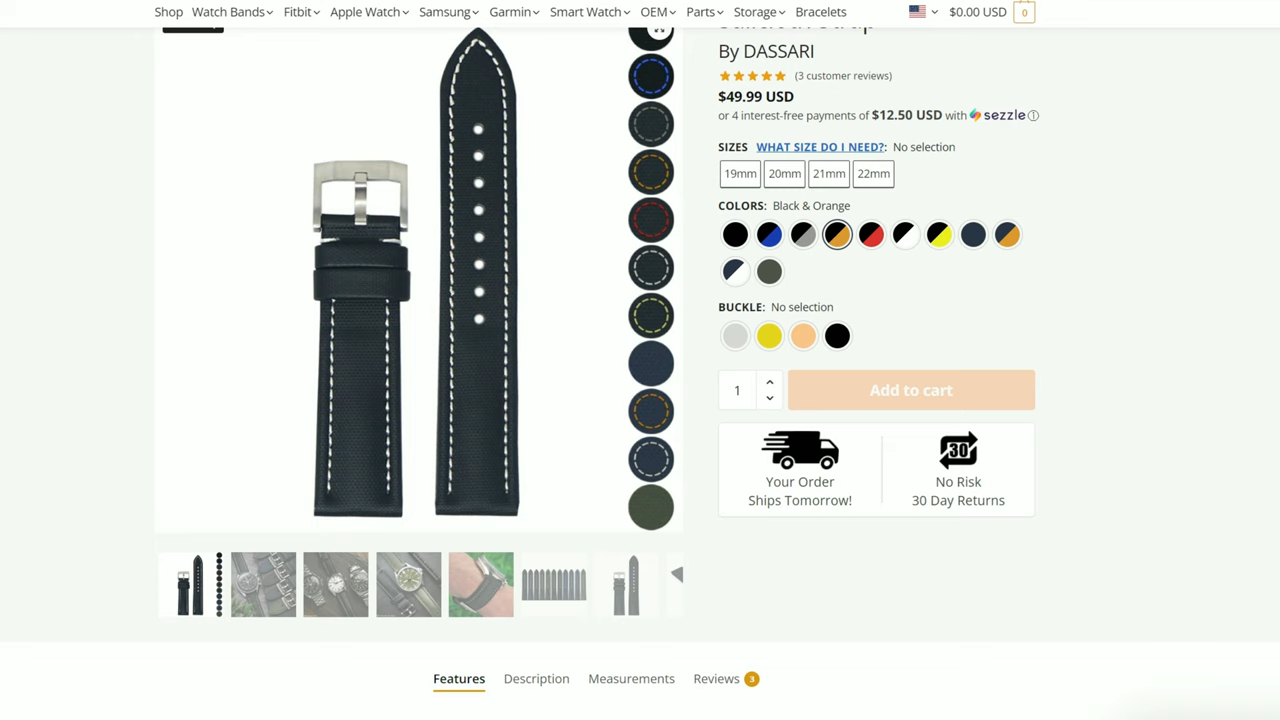 Shop Watch Bands Fitbit Apple Watch Samsung Garmin Smart Watch OEM Parts Storage Bracelets $0.00 USD 0
By DASSARI
(3 customer reviews)
$49.99 USD
or 4 interest-free payments of $12.50 USD with sezzle
SIZES WHAT SIZE DO I NEED?: No selection
19mm 20mm 21mm 22mm
COLORS: Black & Orange
BUCKLE: No selection
1 Add to cart
30
Your Order
Ships Tomorrow!
No Risk
30 Day Returns
Features Description Measurements Reviews 3